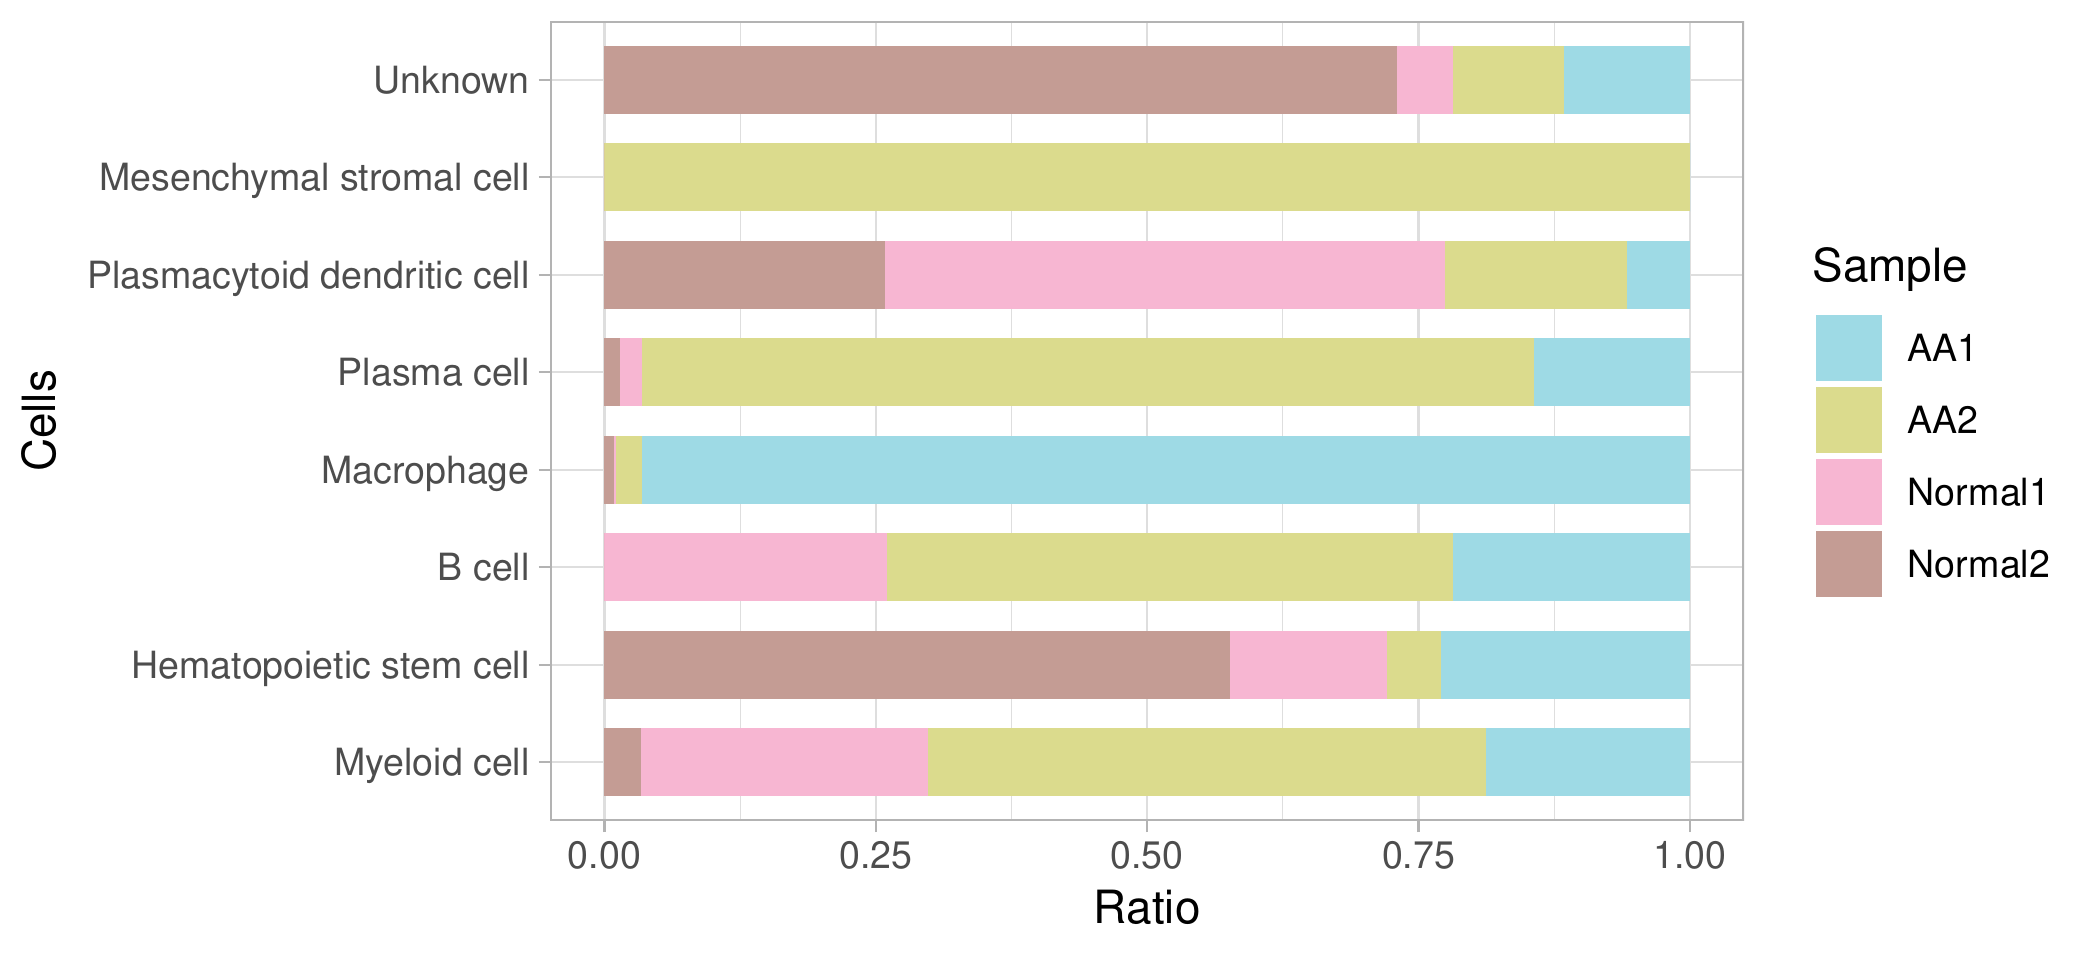 Cells
Unknown
Mesenchymal stromal cell
Plasmacytoid dendritic cell
Plasma cell
Macrophage
B cell
Hematopoietic stem cell
Myeloid cell
0.00 0.25 0.50 0.75 1.00
Ratio
Sample
AA1
AA2
Normal1
Normal2